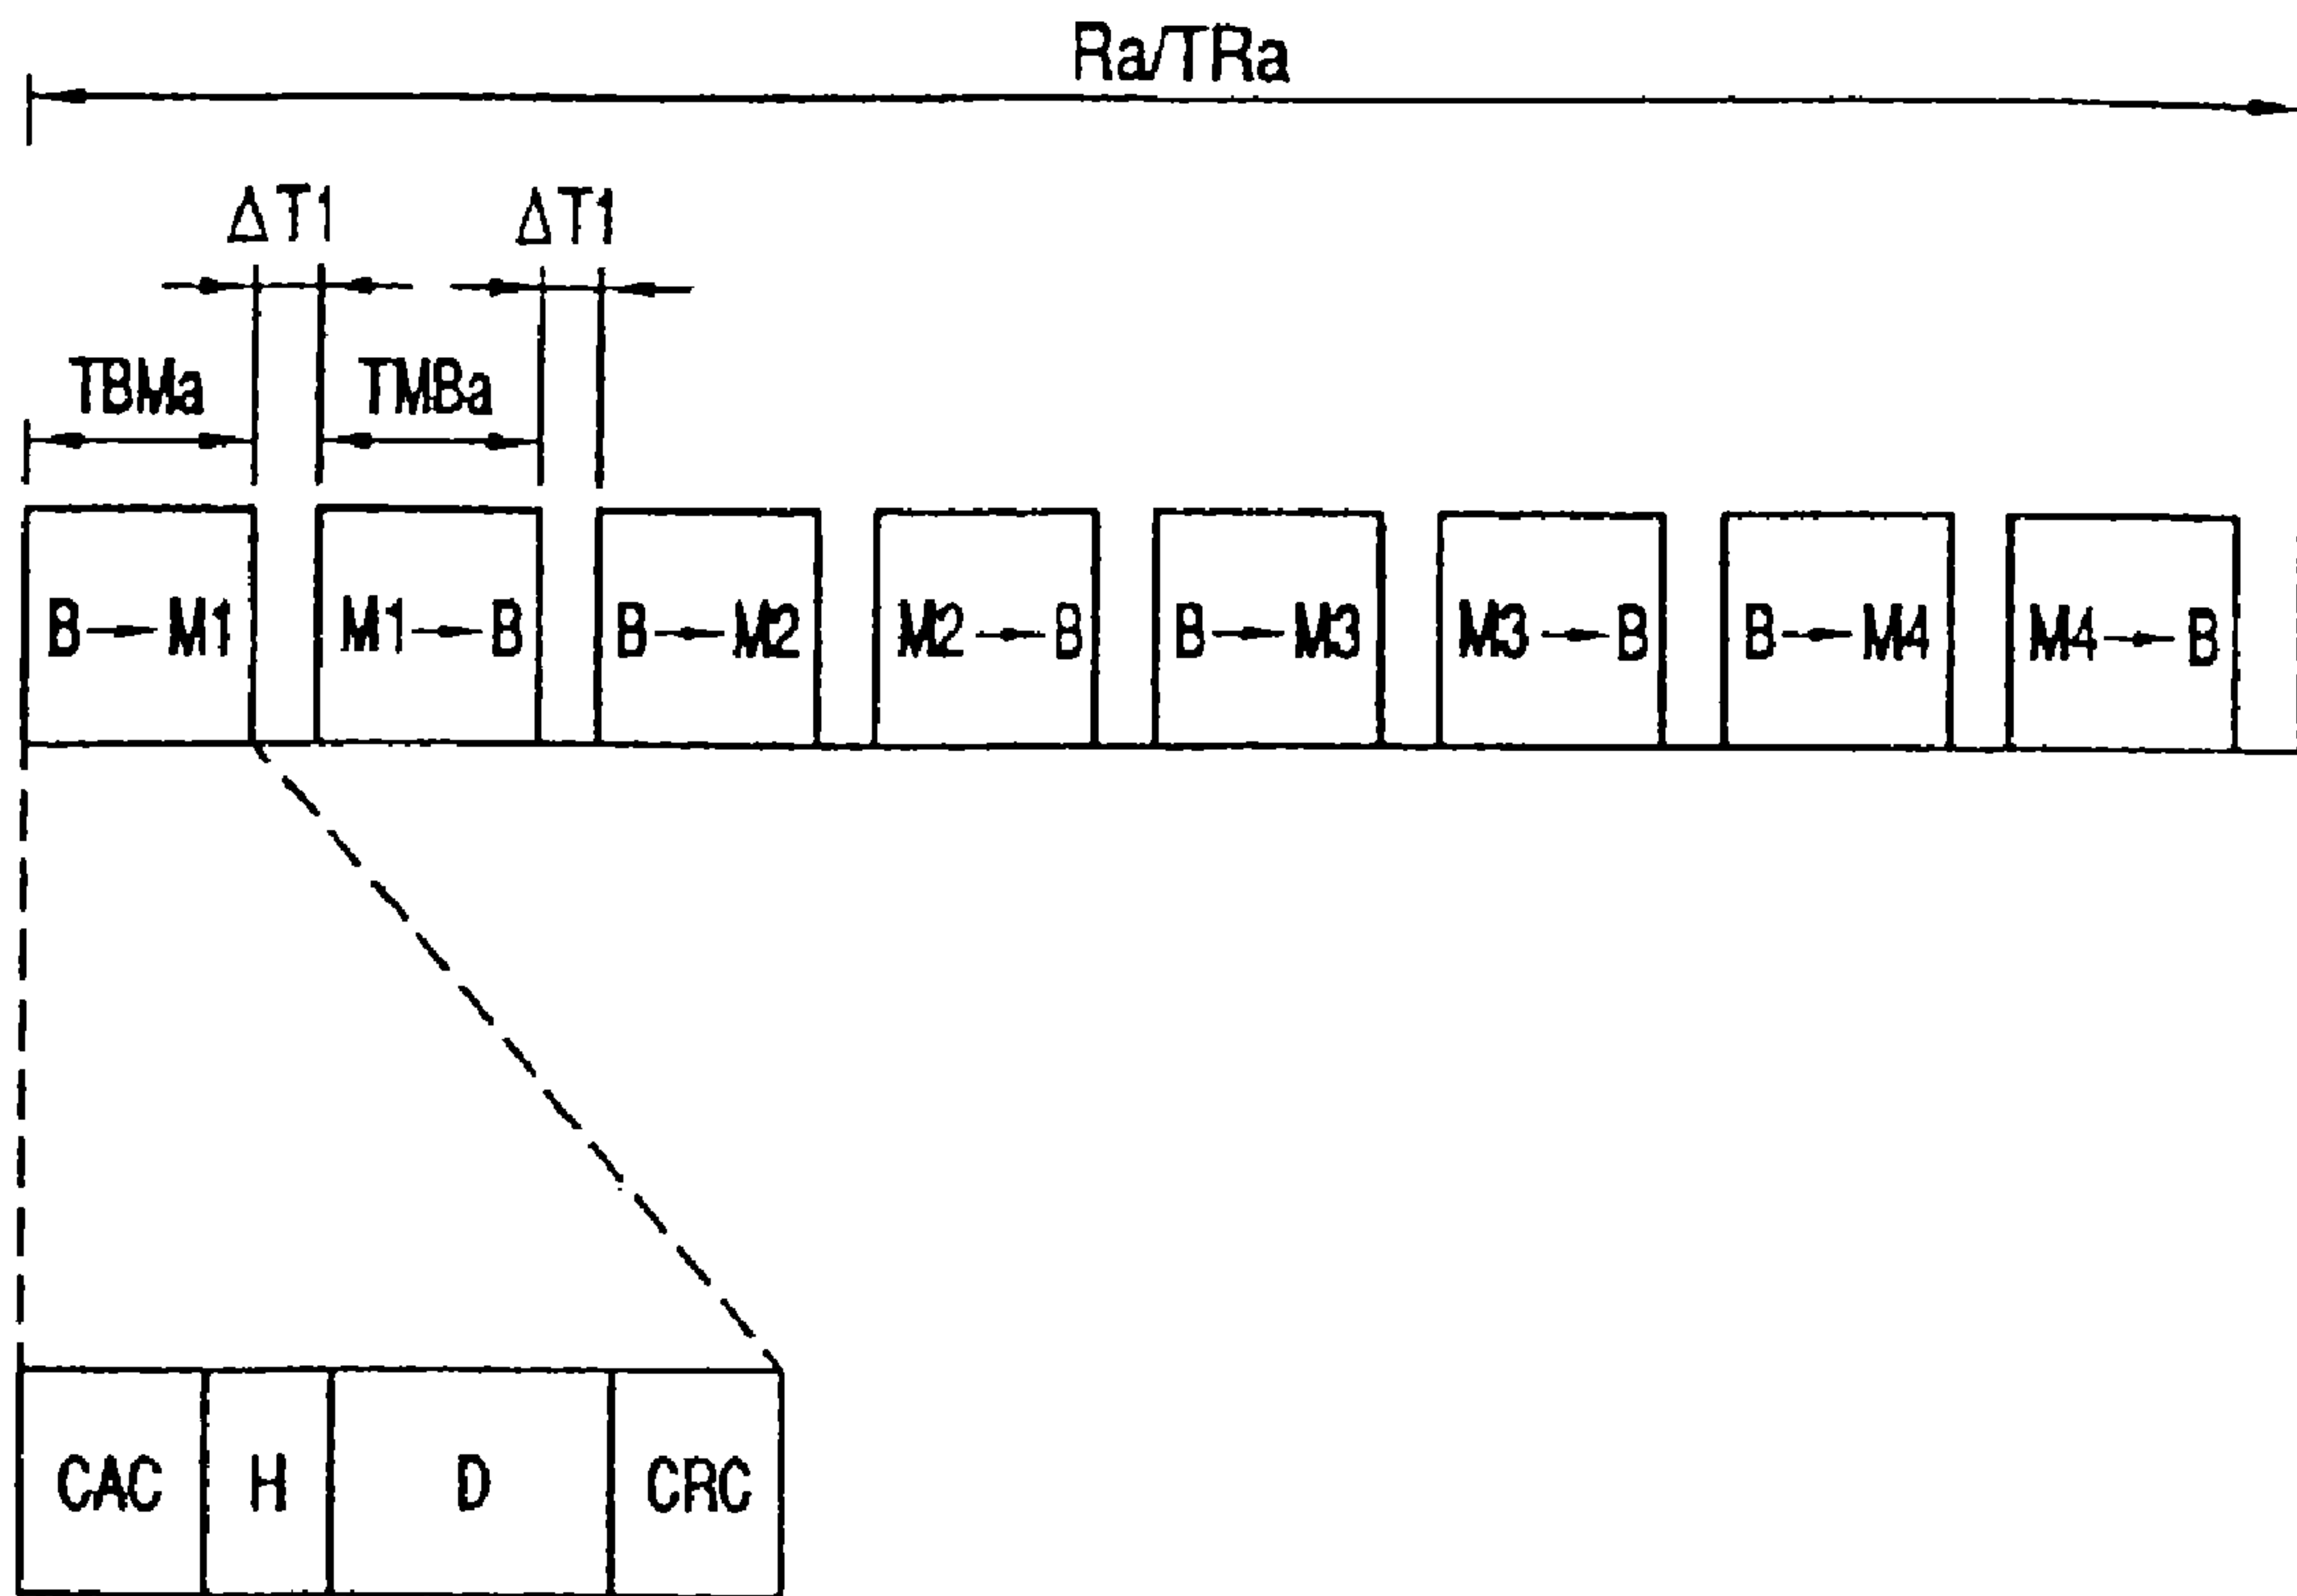 Ra/TRa
ΔT1 ΔT1
TBMa TMBa
B→M1 M1→B B→M2 M2→B B→M3 M3→B B→M4 M4→B
CAC H D CRC